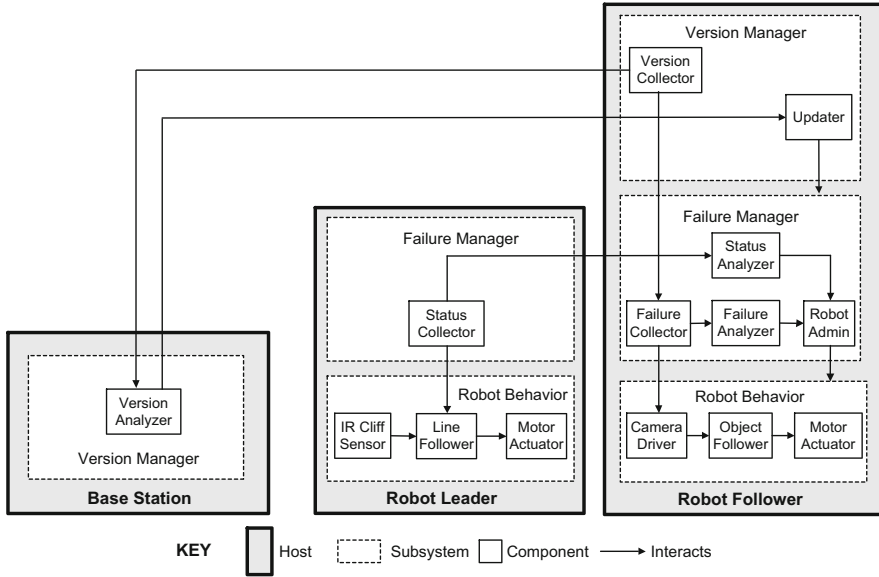 Version Manager
Version
Collector
Updater
Failure Manager
Status
Analyzer
Failure
Collector
Failure
Analyzer
Robot
Admin
Robot Behavior
Camera
Driver
Object
Follower
Motor
Actuator
Robot Follower
Failure Manager
Status
Collector
Robot Behavior
IR Cliff
Sensor
Line
Follower
Motor
Actuator
Robot Leader
Version
Analyzer
Version Manager
Base Station
KEY
Host
Subsystem
Component
Interacts